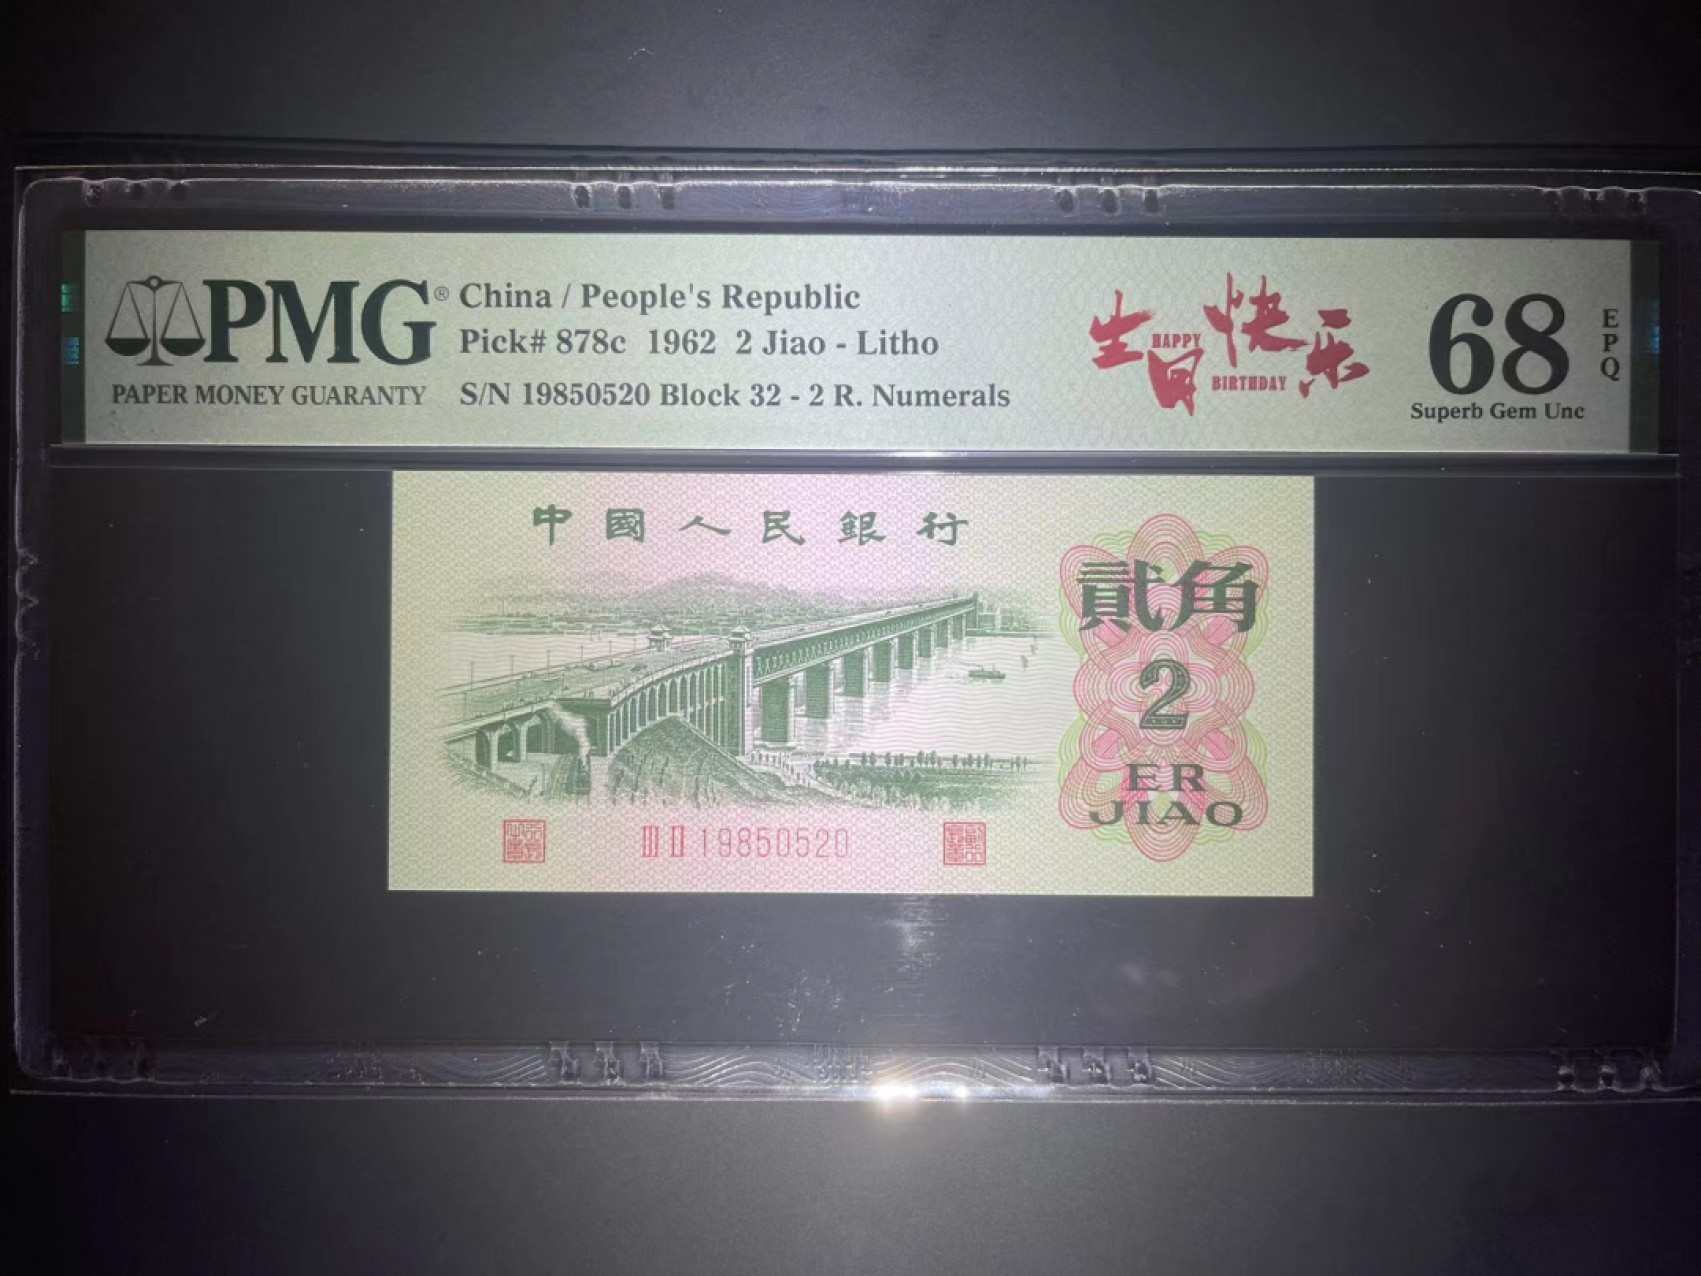 PMG®
PAPER MONEY GUARANTY
China / People's Republic
Pick# 878c 1962 2 Jiao - Litho
S/N 19850520 Block 32 - 2 R. Numerals
生日快乐
HAPPY
BIRTHDAY
68
Superb Gem Unc
EPQ
中國人民銀行
貳角
2
ER
JIAO
III II 19850520